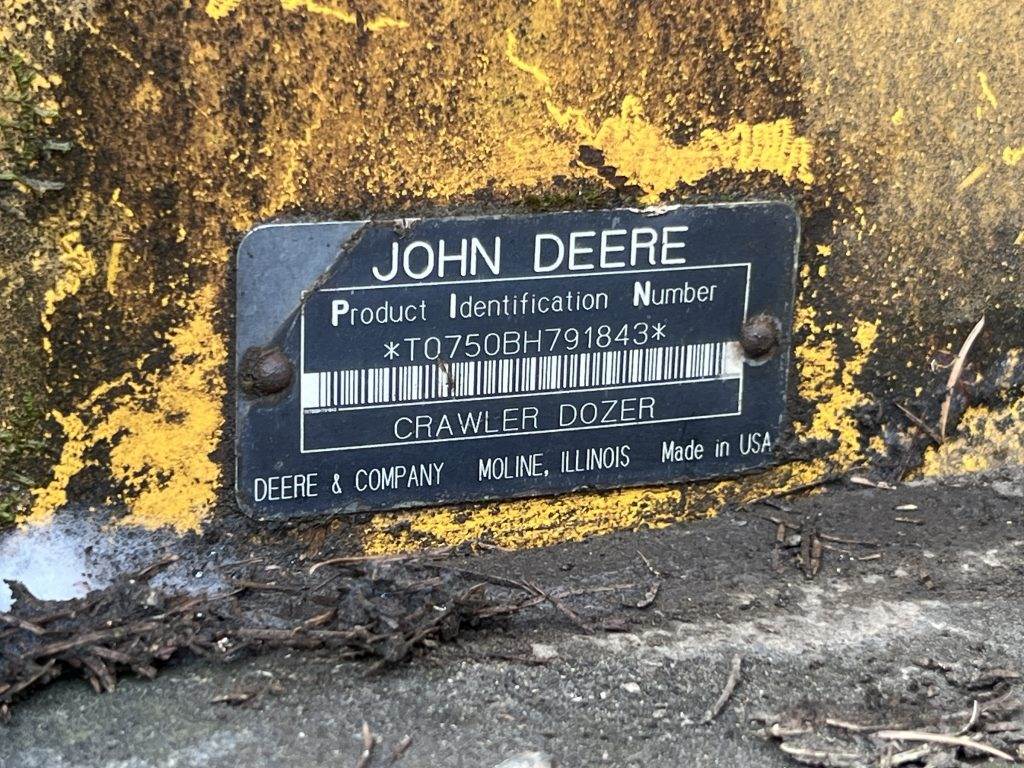 JOHN DEERE
Product Identification Number
*T0750BH791843*
CRAWLER DOZER
DEERE & COMPANY MOLINE, ILLINOIS Made in USA